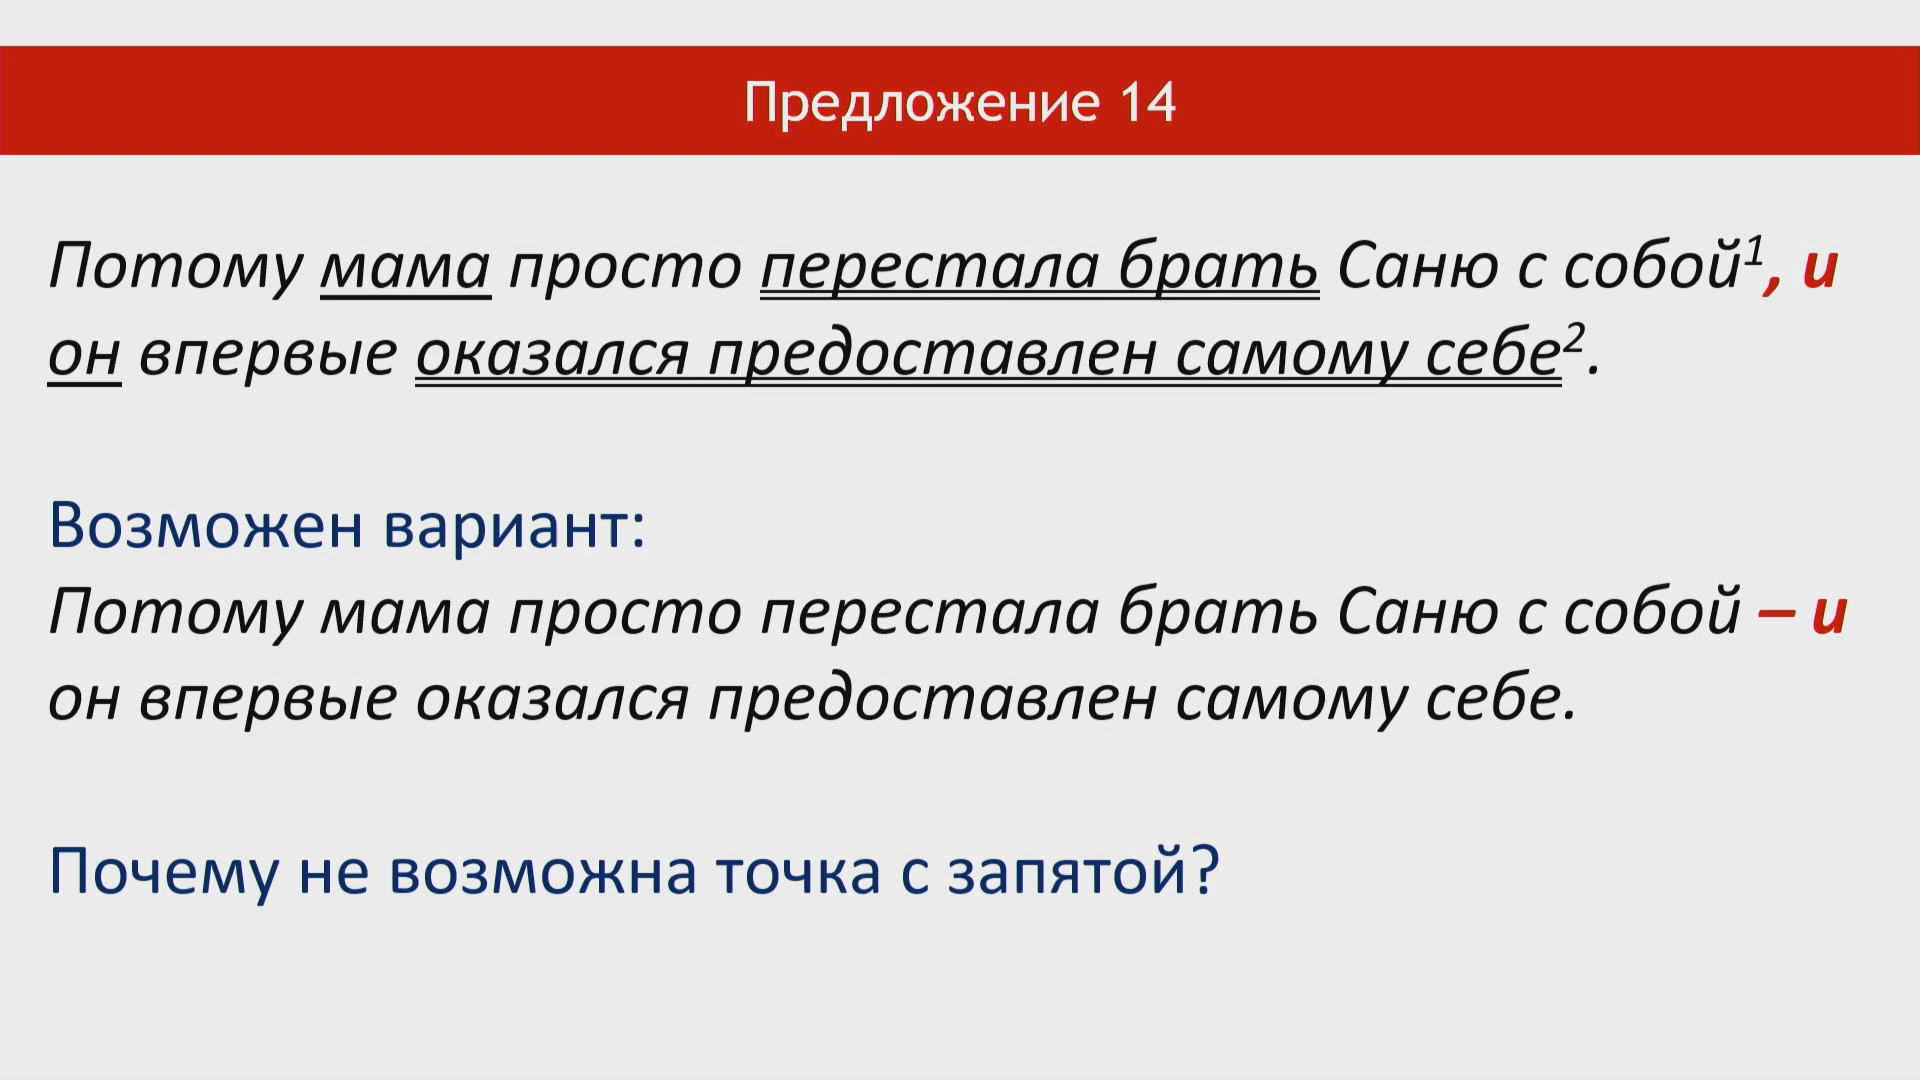 Предложение 14
Потому мама просто перестала брать Саню с собой¹, и
он впервые оказался предоставлен самому себе².
Возможен вариант:
Потому мама просто перестала брать Саню с собой – и
он впервые оказался предоставлен самому себе.
Почему не возможна точка с запятой?